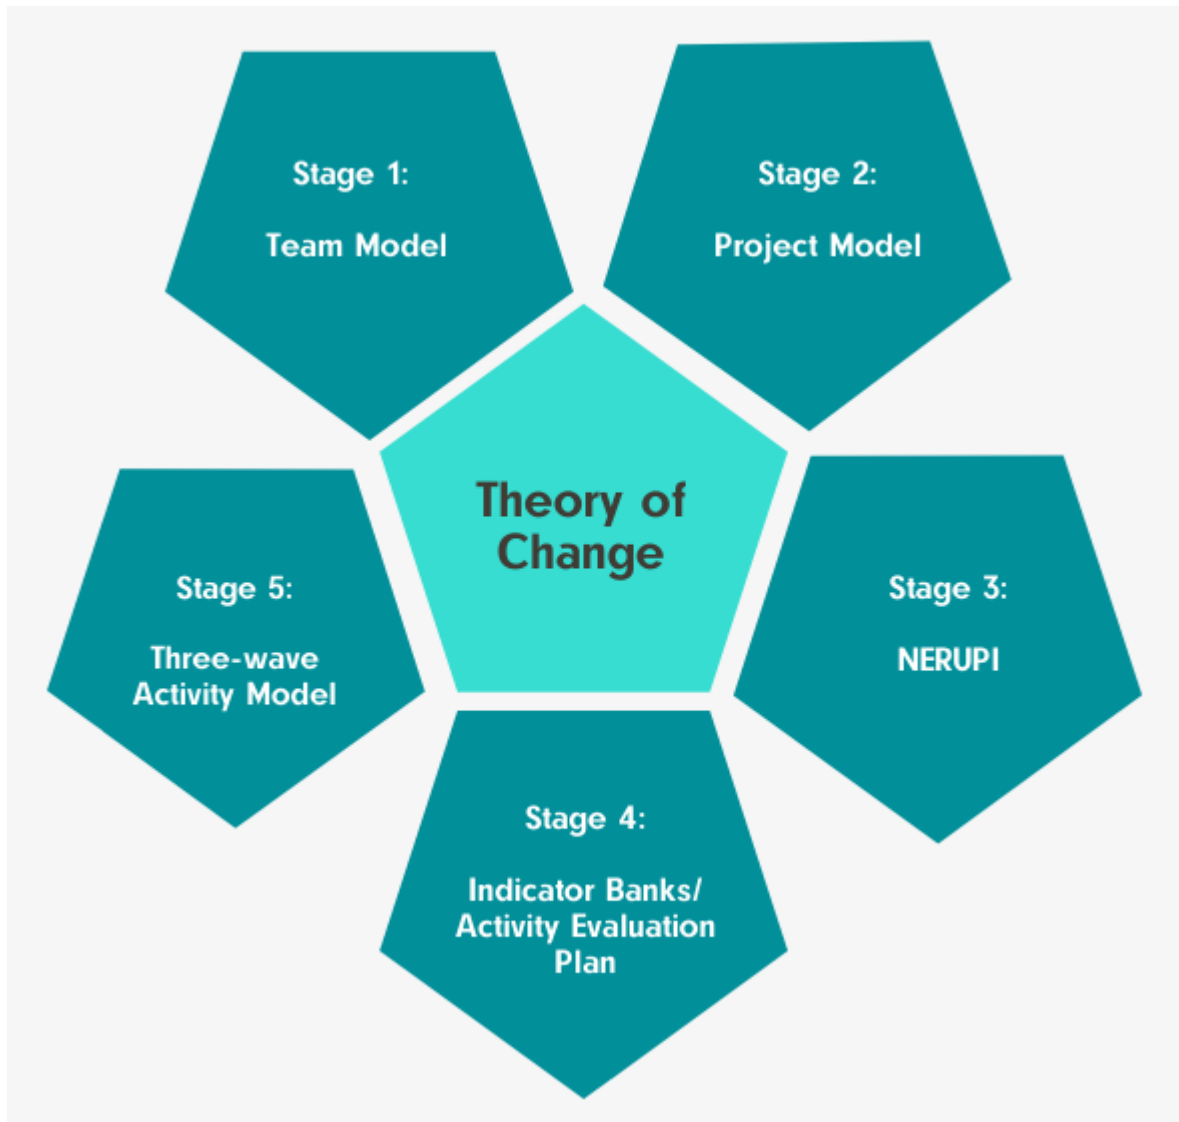 Stage 1:
Team Model
Stage 2:
Project Model
Theory of
Change
Stage 3:
NERUPI
Stage 4:
Indicator Banks/
Activity Evaluation
Plan
Stage 5:
Three-wave
Activity Model